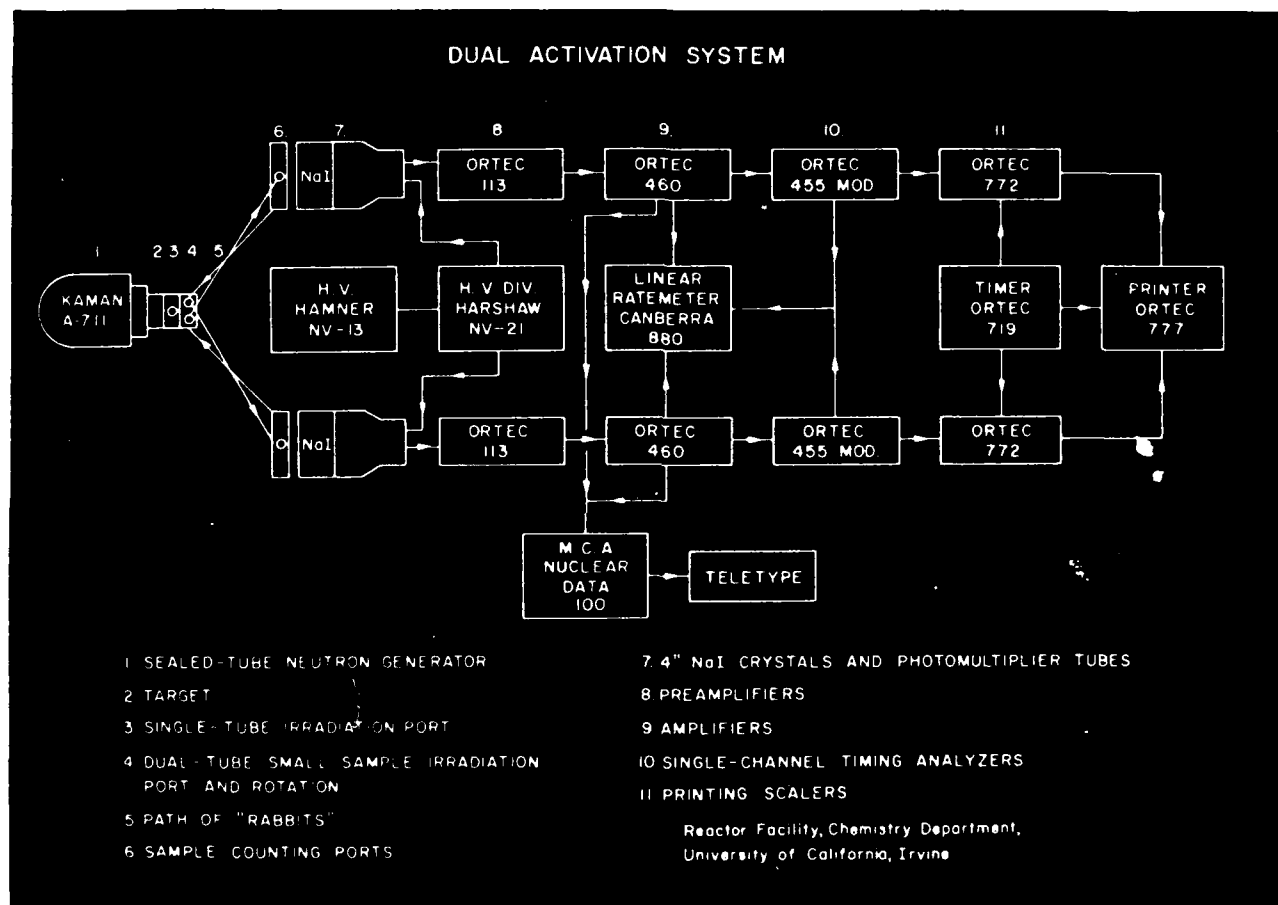 DUAL ACTIVATION SYSTEM
6. 7. 8 9. 10. 11
NaI
ORTEC
113
ORTEC
460
ORTEC
455 MOD
ORTEC
772
1 2 3 4 5
KAMAN
A-711
H.V.
HAMNER
NV-13
H.V DIV.
HARSHAW
NV-21
LINEAR
RATEMETER
CANBERRA
880
TIMER
ORTEC
719
PRINTER
ORTEC
777
NaI
ORTEC
113
ORTEC
460
ORTEC
455 MOD.
ORTEC
772
M.C.A
NUCLEAR
DATA
100
TELETYPE
1 SEALED-TUBE NEUTRON GENERATOR
2 TARGET
3 SINGLE-TUBE IRRADIATION PORT
4 DUAL-TUBE SMALL SAMPLE IRRADIATION
PORT AND ROTATION
5 PATH OF "RABBITS"
6 SAMPLE COUNTING PORTS
7. 4" NaI CRYSTALS AND PHOTOMULTIPLIER TUBES
8 PREAMPLIFIERS
9 AMPLIFIERS
10 SINGLE-CHANNEL TIMING ANALYZERS
11 PRINTING SCALERS
Reactor Facility, Chemistry Department,
University of California, Irvine